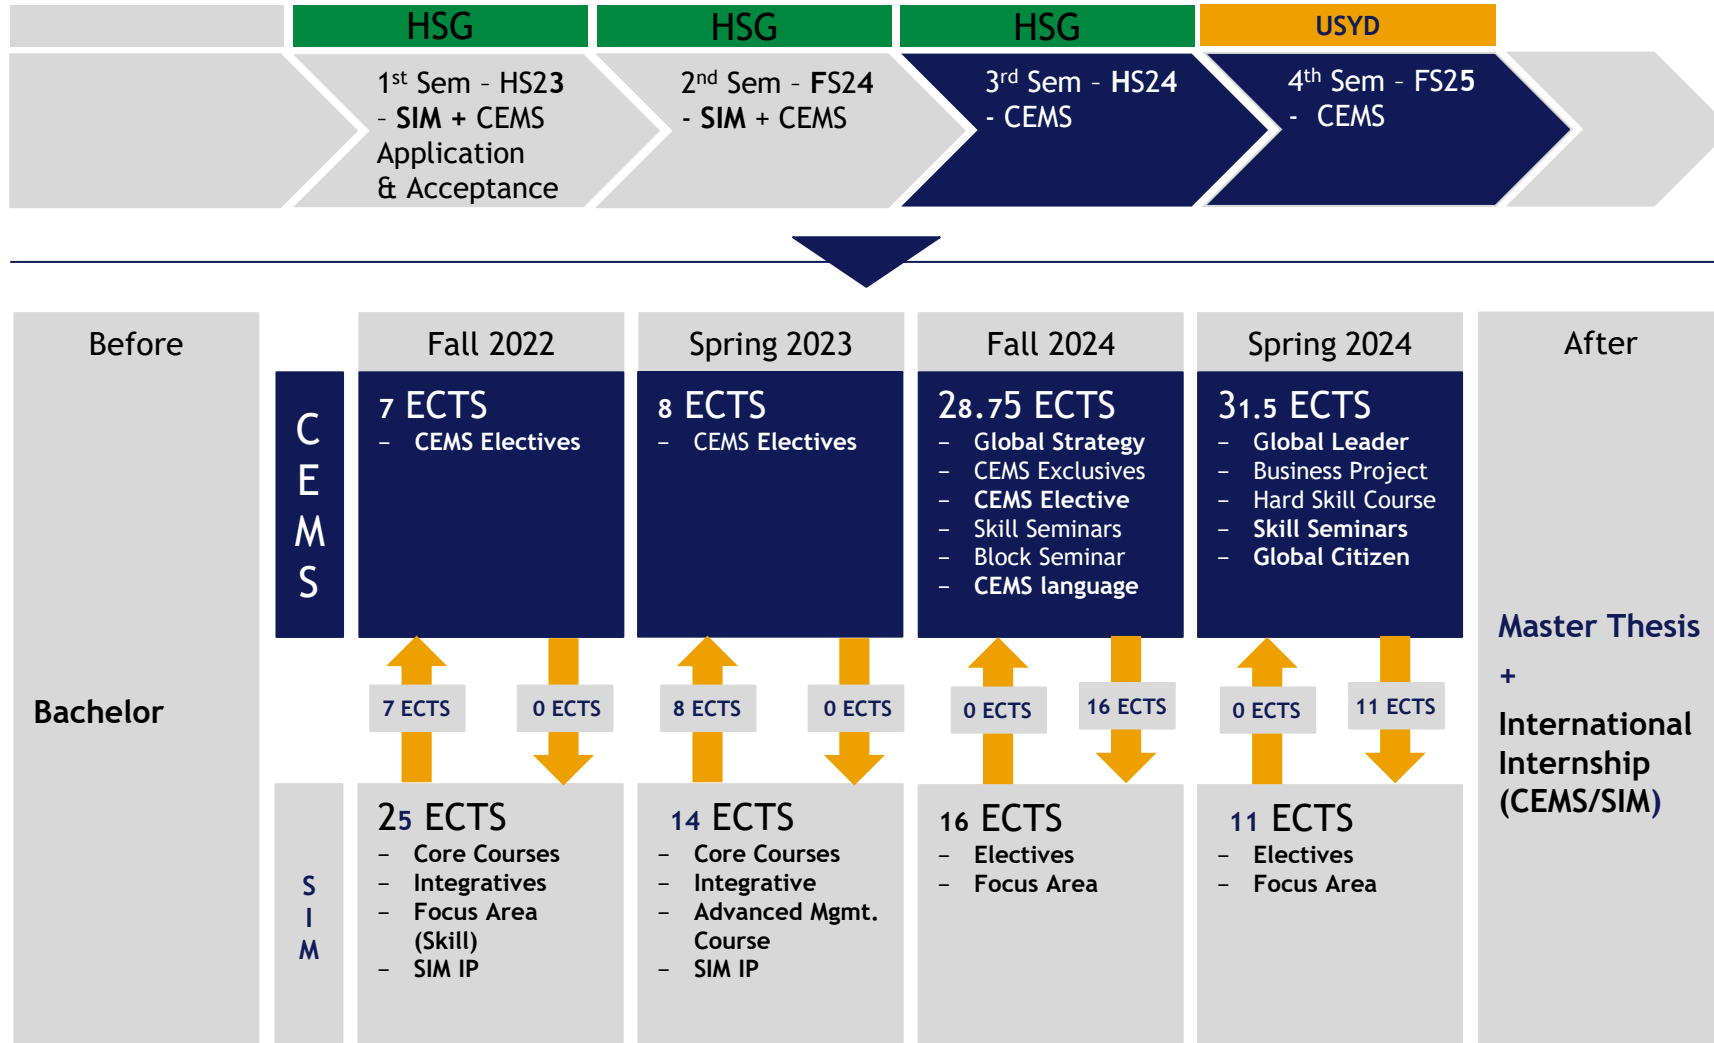 HSG
HSG
HSG
USYD
1st Sem – HS23
– SIM + CEMS
Application
& Acceptance
2nd Sem – FS24
- SIM + CEMS
3rd Sem – HS24
- CEMS
4th Sem – FS25
- CEMS
Before
Fall 2022
Spring 2023
Fall 2024
Spring 2024
After
C
E
M
S
7 ECTS
– CEMS Electives
8 ECTS
– CEMS Electives
28.75 ECTS
– Global Strategy
– CEMS Exclusives
– CEMS Elective
– Skill Seminars
– Block Seminar
– CEMS language
31.5 ECTS
– Global Leader
– Business Project
– Hard Skill Course
– Skill Seminars
– Global Citizen
Bachelor
7 ECTS
0 ECTS
8 ECTS
0 ECTS
0 ECTS
16 ECTS
0 ECTS
11 ECTS
Master Thesis
+
International
Internship
(CEMS/SIM)
S
I
M
25 ECTS
– Core Courses
– Integratives
– Focus Area
(Skill)
– SIM IP
14 ECTS
– Core Courses
– Integrative
– Advanced Mgmt.
Course
– SIM IP
16 ECTS
– Electives
– Focus Area
11 ECTS
– Electives
– Focus Area